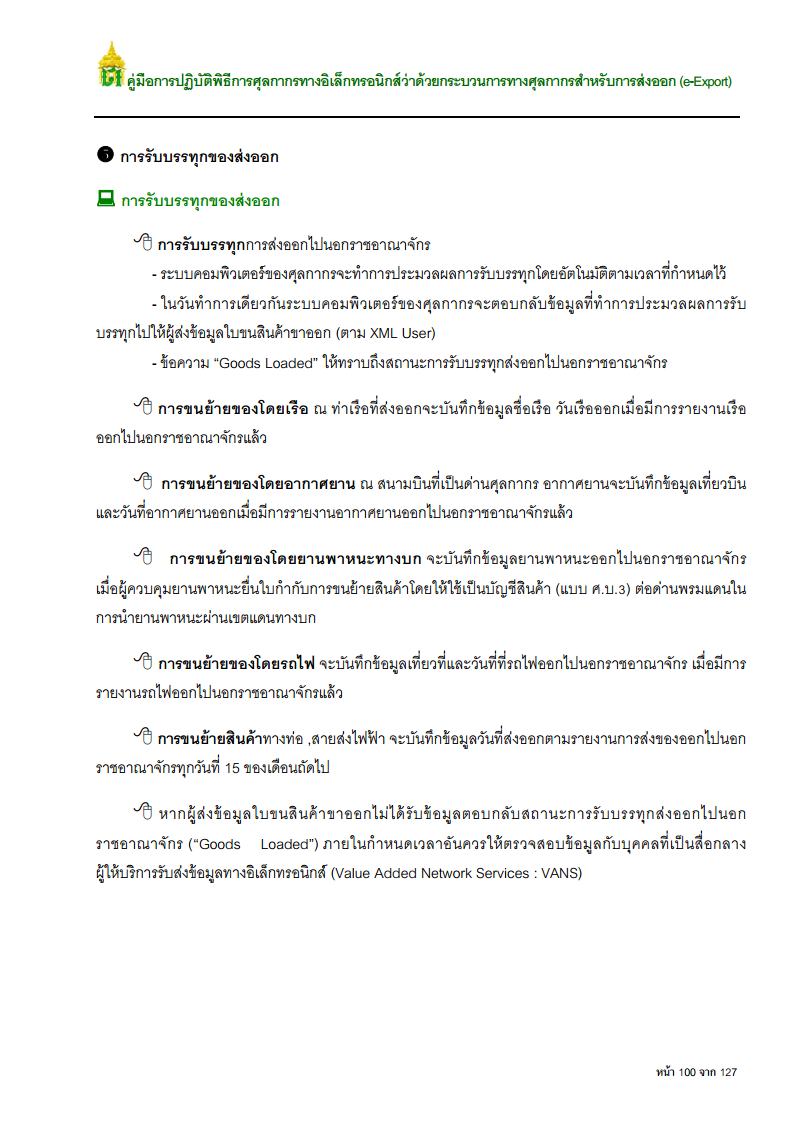 คู่มือการปฏิบัติพิธีการศุลกากรทางอิเล็กทรอนิกส์ว่าด้วยกระบวนการทางศุลกากรสำหรับการส่งออก (e-Export)
❺ การรับบรรทุกของส่งออก
การรับบรรทุกของส่งออก
การรับบรรทุกการส่งออกไปนอกราชอาณาจักร
- ระบบคอมพิวเตอร์ของศุลกากรจะทำการประมวลผลการรับบรรทุกโดยอัตโนมัติตามเวลาที่กำหนดไว้
- ในวันทำการเดียวกันระบบคอมพิวเตอร์ของศุลกากรจะตอบกลับข้อมูลที่ทำการประมวลผลการรับ
บรรทุกไปให้ผู้ส่งข้อมูลใบขนสินค้าขาออก (ตาม XML User)
- ข้อความ “Goods Loaded” ให้ทราบถึงสถานะการรับบรรทุกส่งออกไปนอกราชอาณาจักร
การขนย้ายของโดยเรือ ณ ท่าเรือที่ส่งออกจะบันทึกข้อมูลชื่อเรือ วันเรือออกเมื่อมีการรายงานเรือ
ออกไปนอกราชอาณาจักรแล้ว
การขนย้ายของโดยอากาศยาน ณ สนามบินที่เป็นด่านศุลกากร อากาศยานจะบันทึกข้อมูลเที่ยวบิน
และวันที่อากาศยานออกเมื่อมีการรายงานอากาศยานออกไปนอกราชอาณาจักรแล้ว
การขนย้ายของโดยยานพาหนะทางบก จะบันทึกข้อมูลยานพาหนะออกไปนอกราชอาณาจักร
เมื่อผู้ควบคุมยานพาหนะยื่นใบกำกับการขนย้ายสินค้าโดยให้ใช้เป็นบัญชีสินค้า (แบบ ศ.บ.3) ต่อด่านพรมแดนใน
การนำยานพาหนะผ่านเขตแดนทางบก
การขนย้ายของโดยรถไฟ จะบันทึกข้อมูลเที่ยวที่และวันที่ที่รถไฟออกไปนอกราชอาณาจักร เมื่อมีการ
รายงานรถไฟออกไปนอกราชอาณาจักรแล้ว
การขนย้ายสินค้าทางท่อ ,สายส่งไฟฟ้า จะบันทึกข้อมูลวันที่ส่งออกตามรายงานการส่งของออกไปนอก
ราชอาณาจักรทุกวันที่ 15 ของเดือนถัดไป
หากผู้ส่งข้อมูลใบขนสินค้าขาออกไม่ได้รับข้อมูลตอบกลับสถานะการรับบรรทุกส่งออกไปนอก
ราชอาณาจักร (“Goods Loaded”) ภายในกำหนดเวลาอันควรให้ตรวจสอบข้อมูลกับบุคคลที่เป็นสื่อกลาง
ผู้ให้บริการรับส่งข้อมูลทางอิเล็กทรอนิกส์ (Value Added Network Services : VANS)
หน้า 100 จาก 127